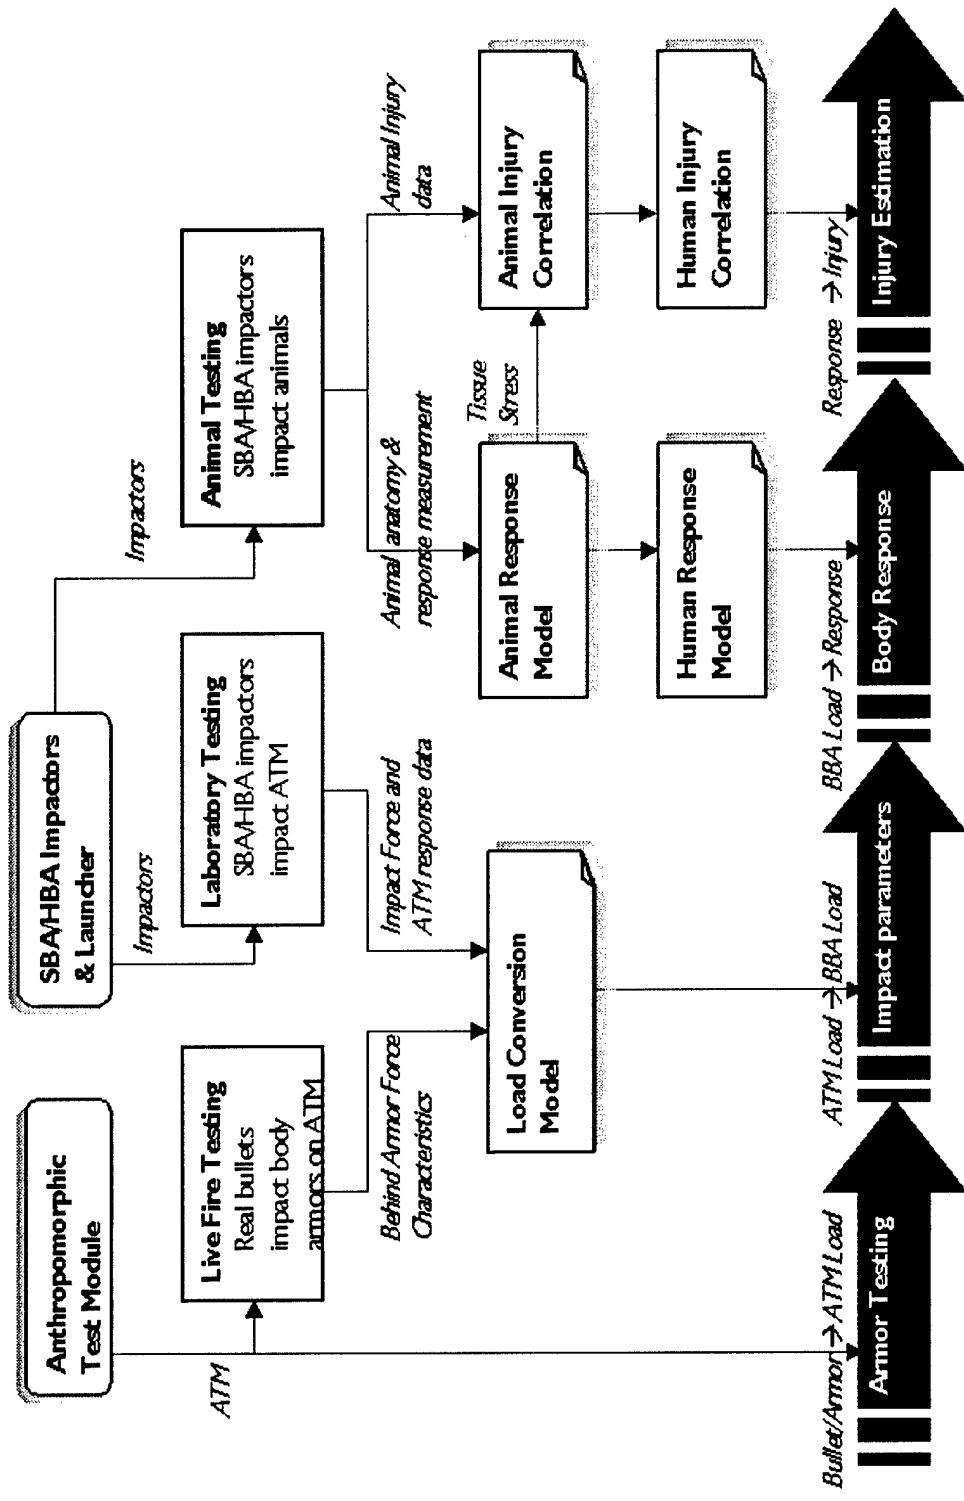 Anthropomorphic
Test Module
SBA/HBA Impactors
& Launcher
ATM
Impactors
Impactors
Live Fire Testing
Real bullets
impact body
armors on ATM
Laboratory Testing
SBA/HBA impactors
impact ATM
Animal Testing
SBA/HBA impactors
impact animals
Behind Armor Force
Characteristics
Impact Force and
ATM response data
Animal anatomy &
response measurement
Animal Injury
data
Load Conversion
Model
Animal Response
Model
Tissue
Stress
Animal Injury
Correlation
Human Response
Model
Human Injury
Correlation
Bullet/Armor → ATM Load
ATM Load → BBA Load
BBA Load → Response
Response → Injury
Armor Testing
Impact parameters
Body Response
Injury Estimation